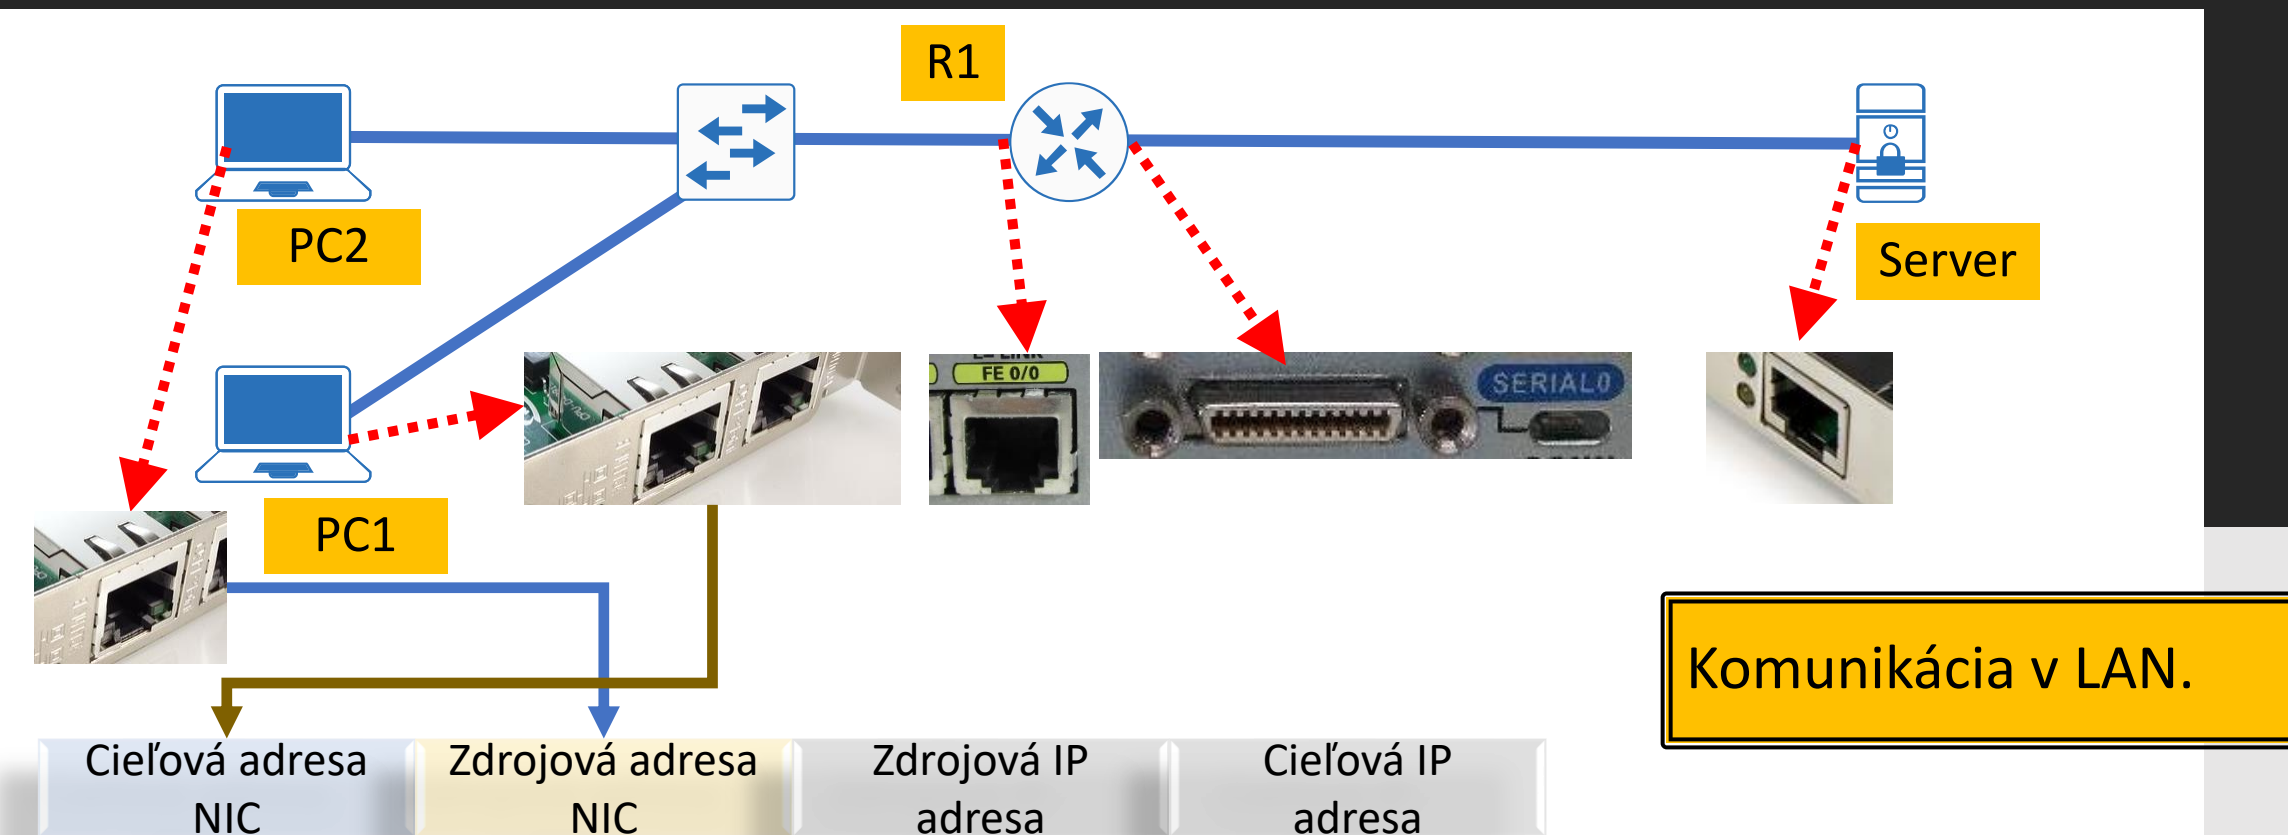 R1
PC2
Server
FE 0/0
SERIAL0
PC1
Komunikácia v LAN.
Cieľová adresa
NIC
Zdrojová adresa
NIC
Zdrojová IP
adresa
Cieľová IP
adresa